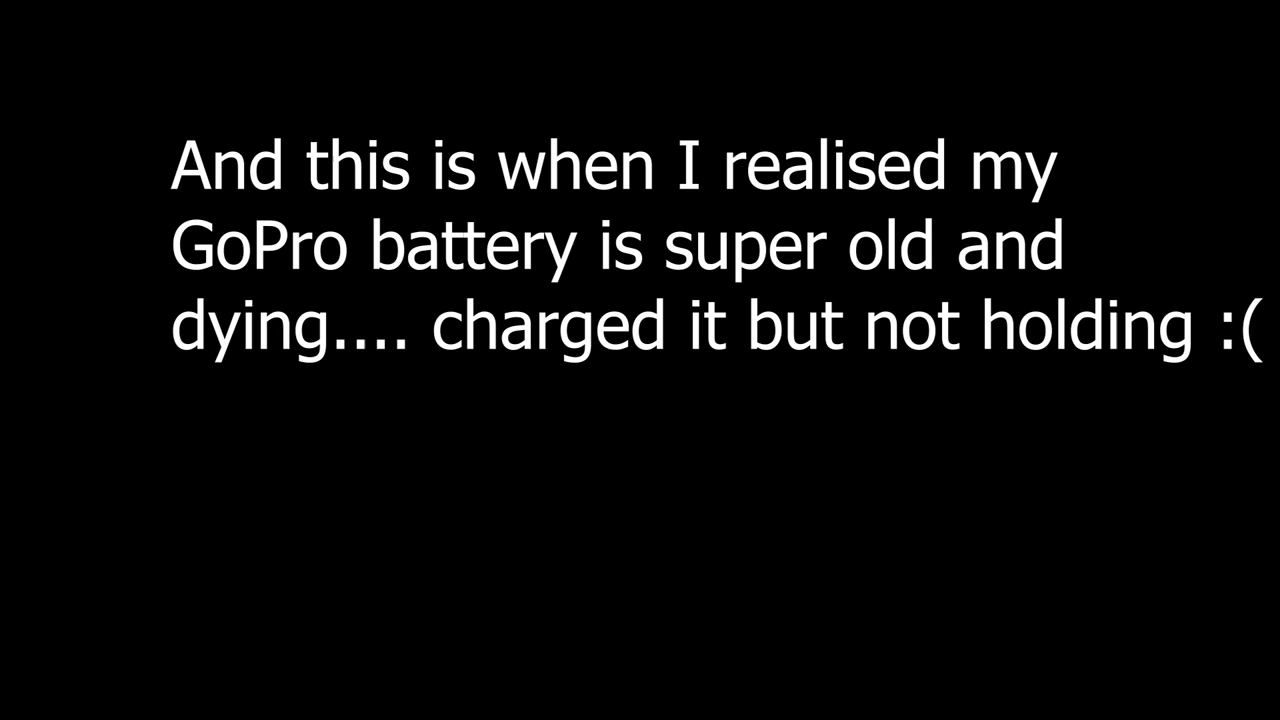 And this is when I realised my
GoPro battery is super old and
dying.... charged it but not holding :(